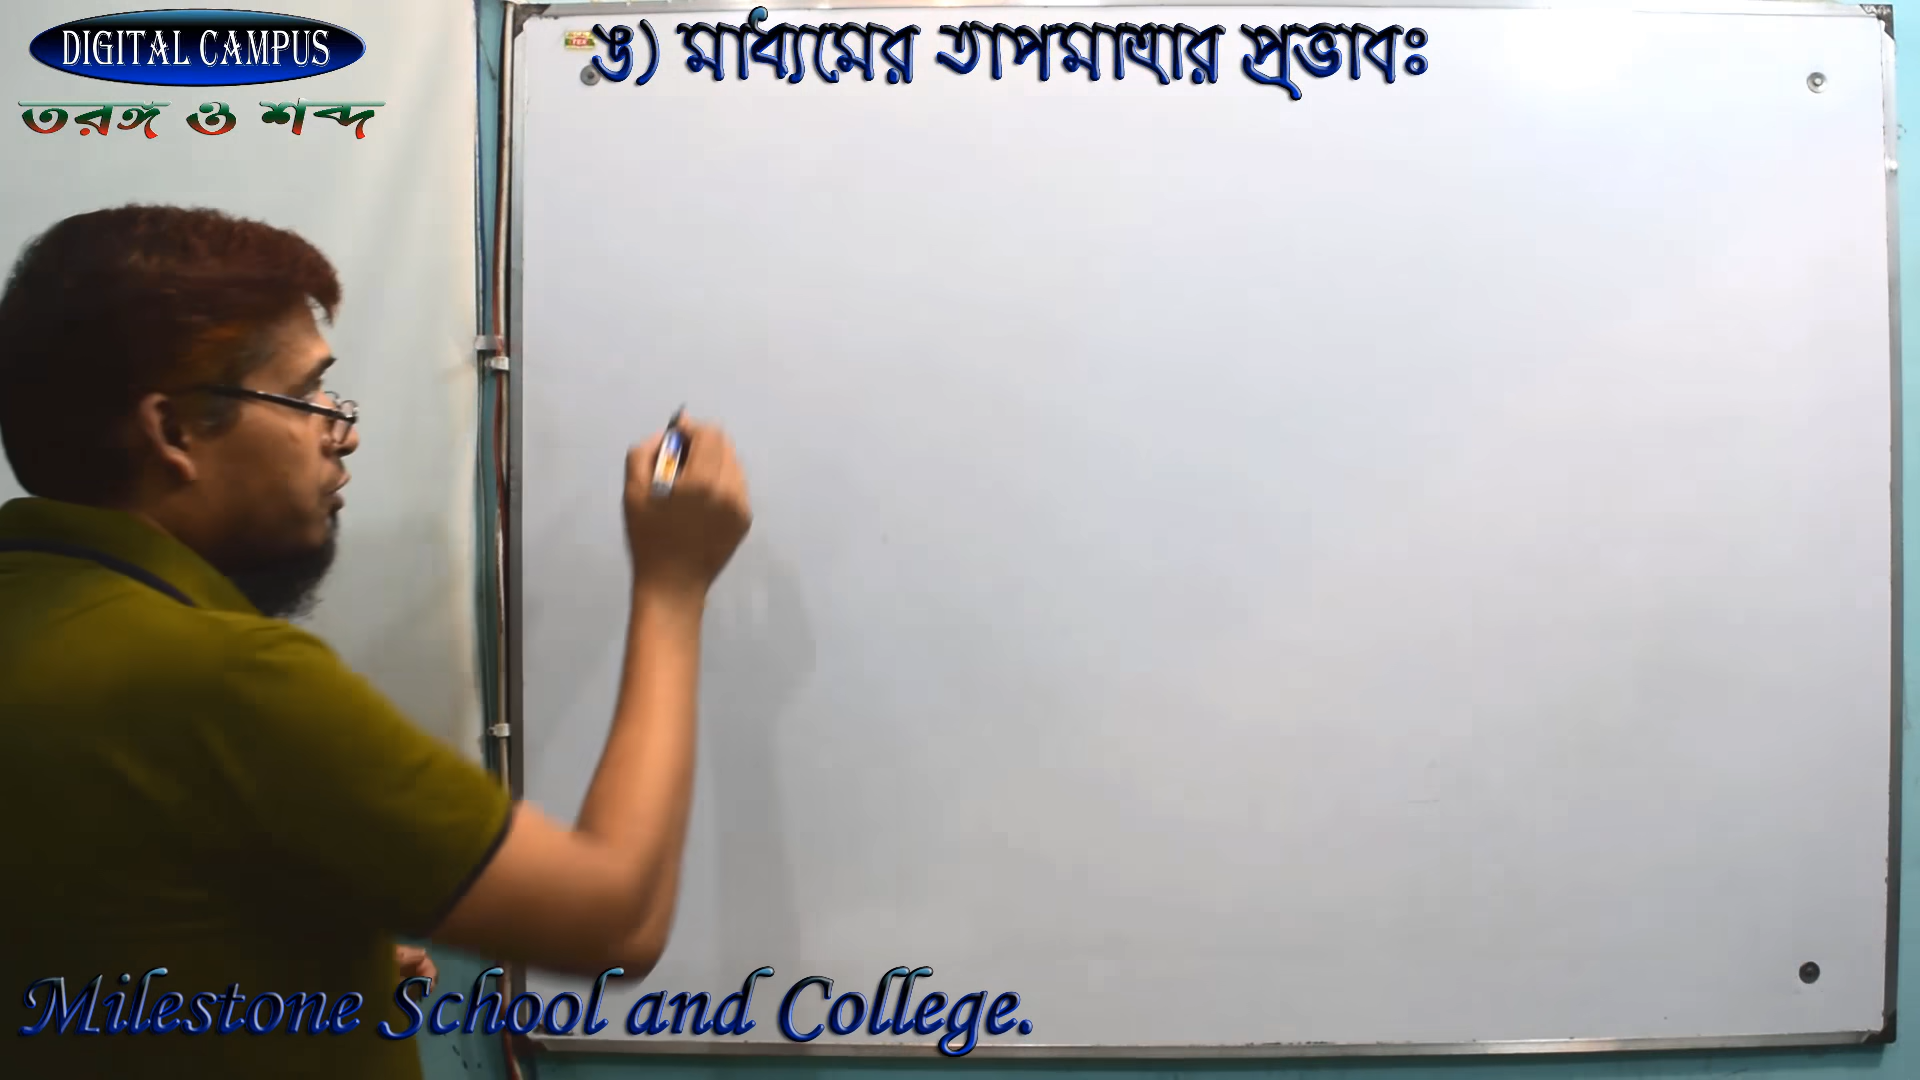 DIGITAL CAMPUS
তরঙ্গ ও শব্দ
ঙ) মাধ্যমের তাপমাত্রার প্রভাবঃ
Milestone School and College.